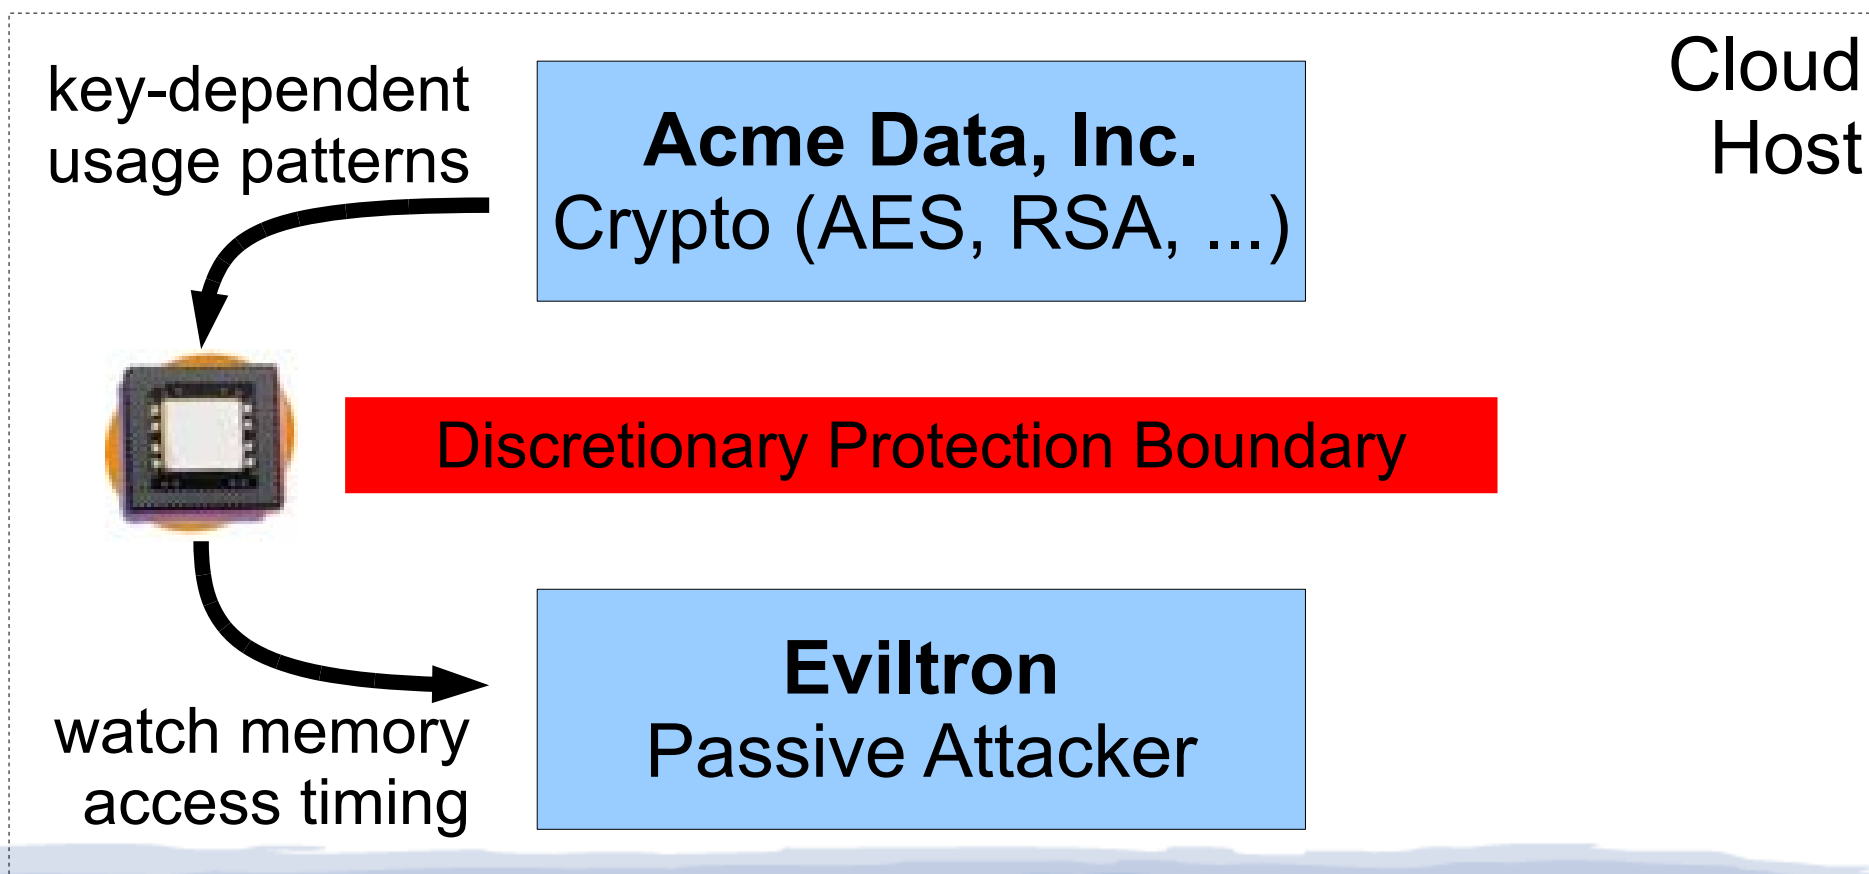 key-dependent
usage patterns
Acme Data, Inc.
Crypto (AES, RSA, ...)
Cloud
Host
Discretionary Protection Boundary
Eviltron
Passive Attacker
watch memory
access timing